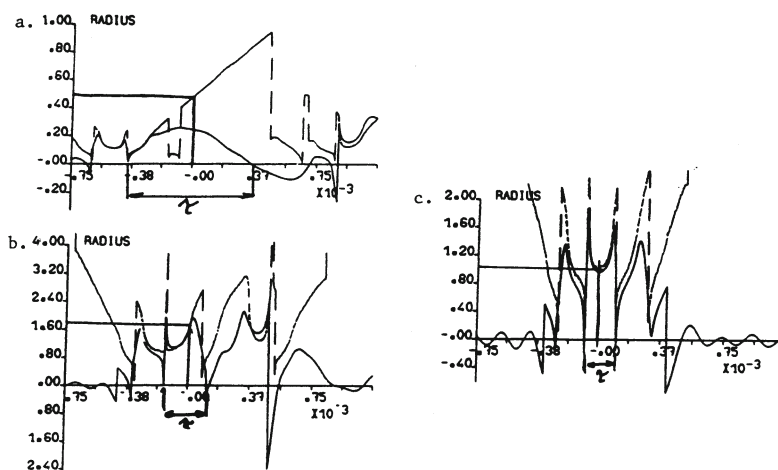 a.
RADIUS
1.00
.80
.60
.40
.20
-.00
-.20
-.75 -.38 -.00 .37 .75
X10-3
τ
b.
RADIUS
4.00
3.20
2.40
1.60
.80
.00
.80
1.60
2.40
.75 .38 -.00 .37 .75
X10-3
τ
c.
RADIUS
2.00
1.60
1.20
.80
.40
-.00
-.40
-.75 -.38 -.00 .37 .75
X10-3
τ